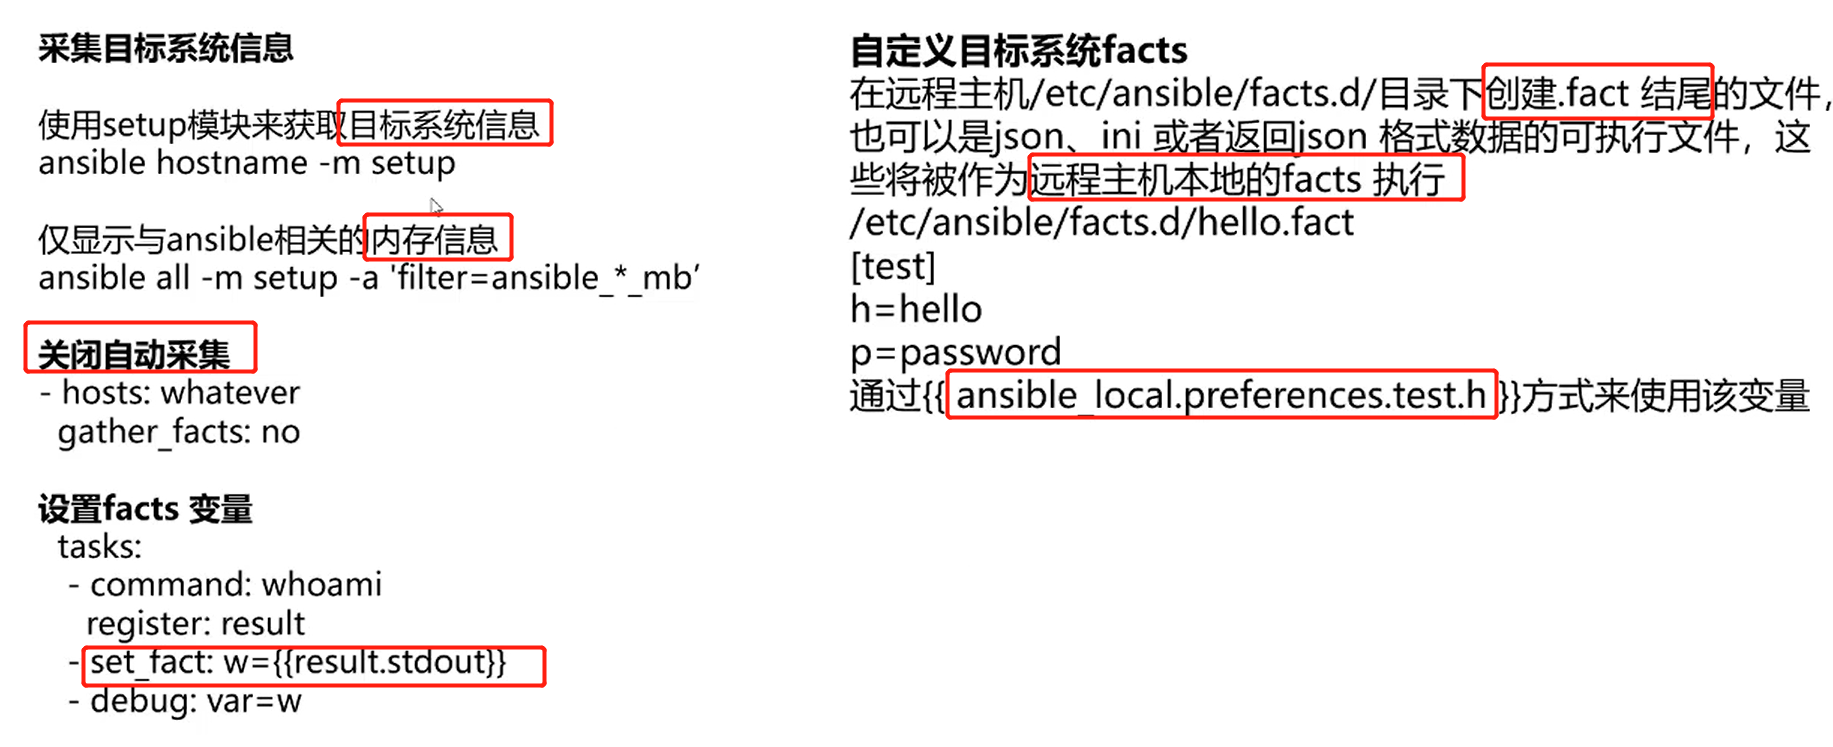 采集目标系统信息
使用setup模块来获取目标系统信息
ansible hostname -m setup
仅显示与ansible相关的内存信息
ansible all -m setup -a 'filter=ansible_*_mb’
关闭自动采集
- hosts: whatever
gather_facts: no
设置facts 变量
tasks:
- command: whoami
register: result
- set_fact: w={{result.stdout}}
- debug: var=w
自定义目标系统facts
在远程主机/etc/ansible/facts.d/目录下创建.fact 结尾的文件，
也可以是json、ini 或者返回json 格式数据的可执行文件，这
些将被作为远程主机本地的facts 执行
/etc/ansible/facts.d/hello.fact
[test]
h=hello
p=password
通过{{ ansible_local.preferences.test.h }}方式来使用该变量